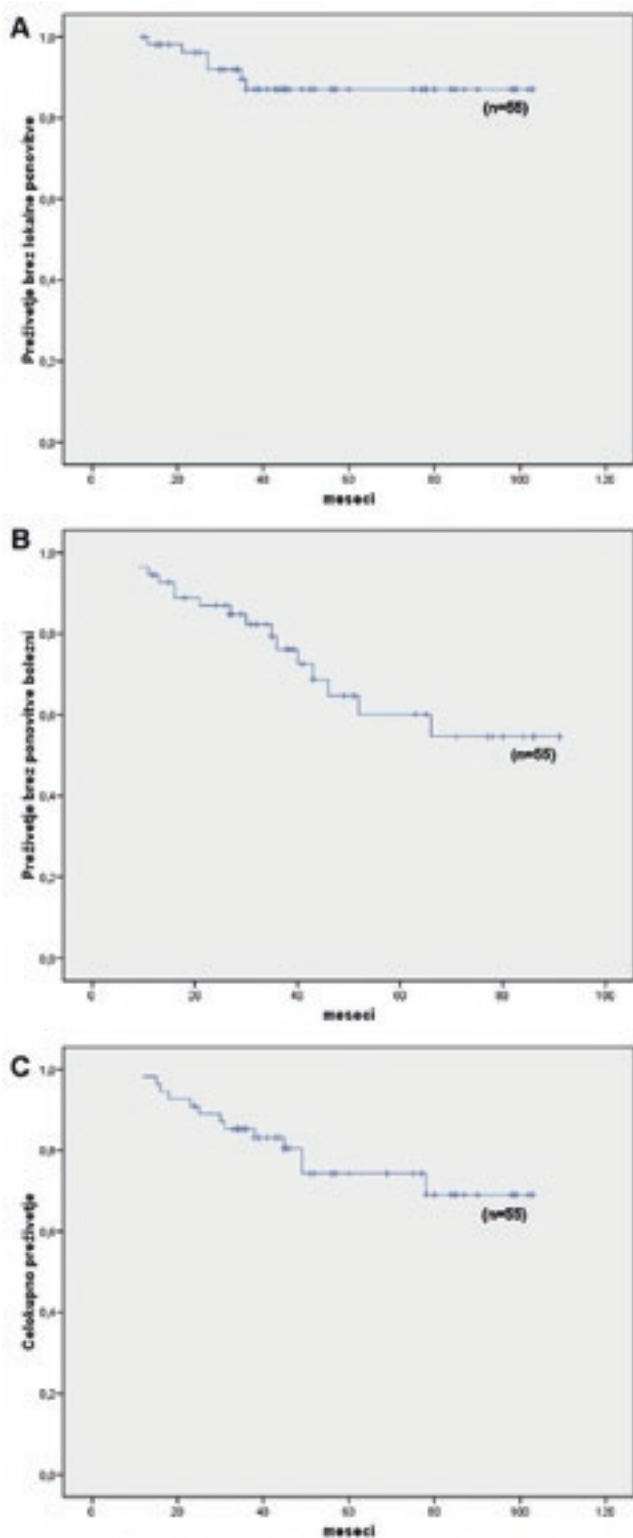 A
Preživetje brez lokalne ponovitve
1,0
0,8
0,6
0,4
0,2
0,0
(n=55)
0 20 40 60 80 100 120
meseci
B
Preživetje brez ponovitve bolezni
1,0
0,8
0,6
0,4
0,2
0,0
(n=55)
0 20 40 60 80 100
meseci
C
Celokupno preživetje
1,0
0,8
0,6
0,4
0,2
0,0
(n=55)
0 20 40 60 80 100 120
meseci